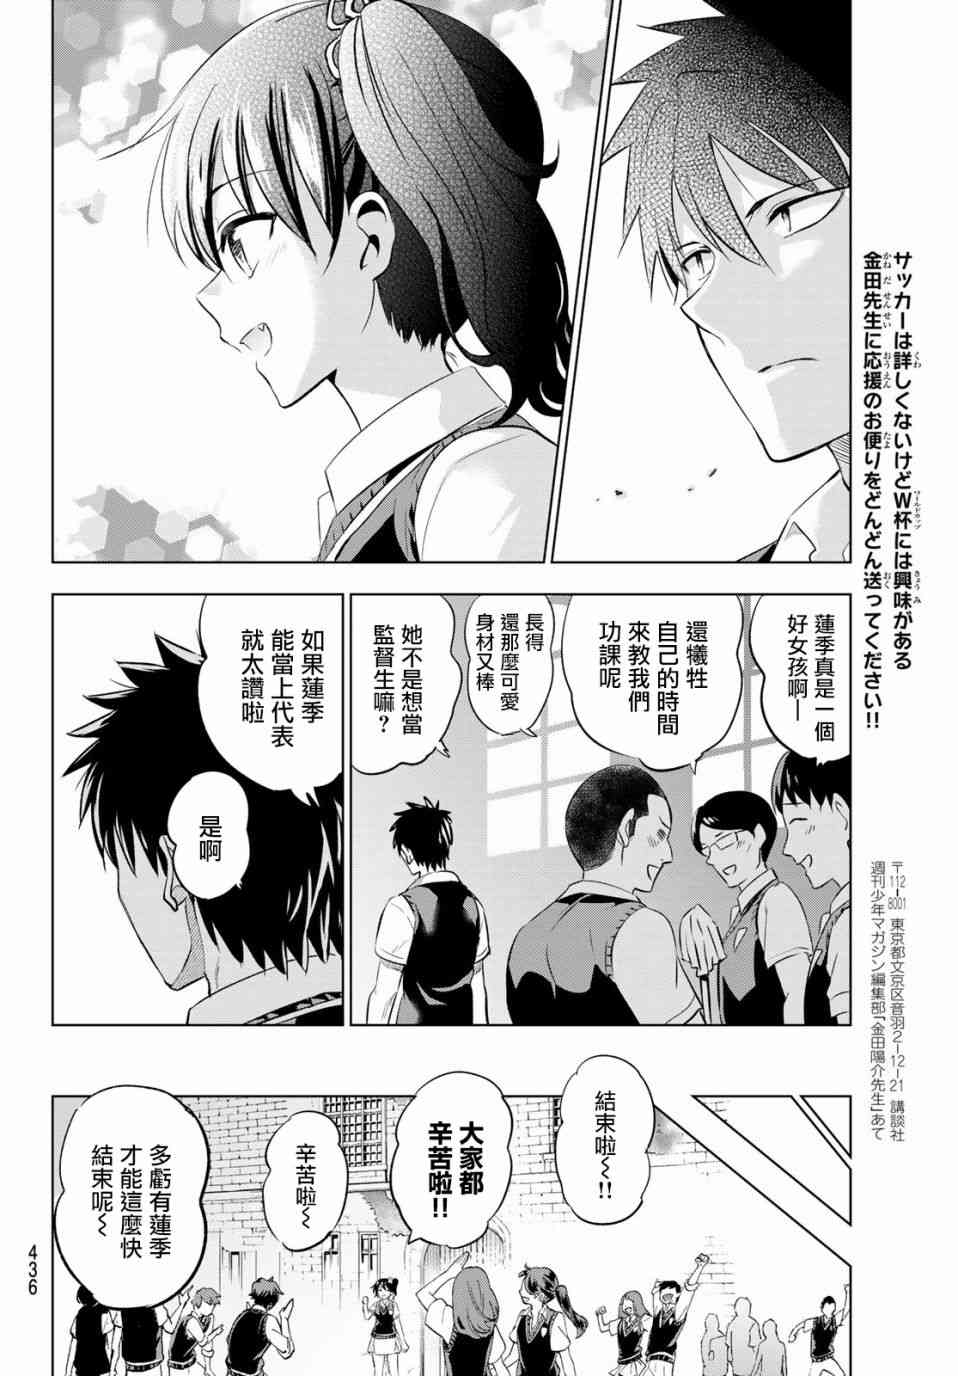 サッカーは詳しくないけどW杯には興味がある
金田先生に応援のお便りをどんどん送ってください!!
〒112-8001 東京都文京区音羽2-12-21 講談社
週刊少年マガジン編集部「金田陽介先生」あて
蓮季真是一個
好女孩啊─
還犧牲
自己的時間
來教我們
功課呢
長得
還那麼可愛
身材又棒
她不是想當
監督生嘛?
如果蓮季
能當上代表
就太讚啦
是啊
結束啦~!!
大家都
辛苦啦!!
辛苦啦~
多虧有蓮季
才能這麼快
結束呢~
436